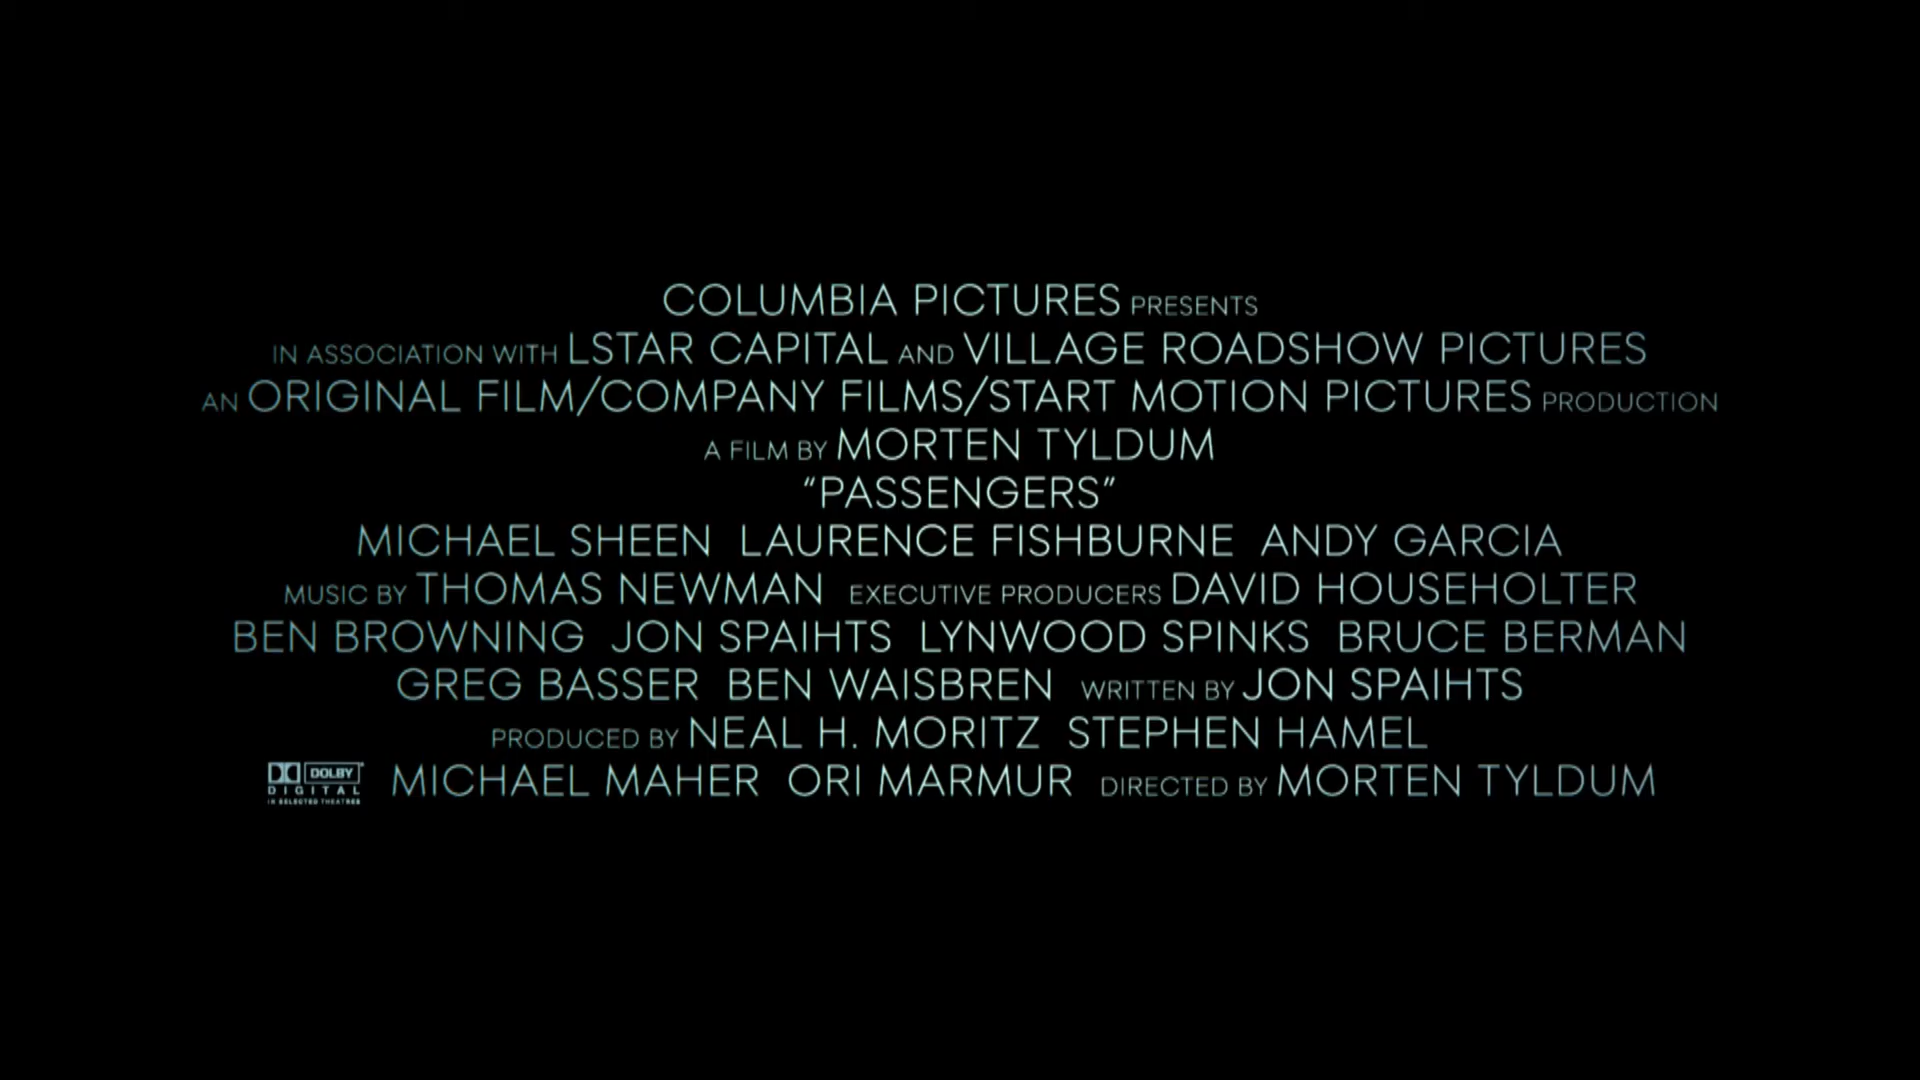 COLUMBIA PICTURES PRESENTS
IN ASSOCIATION WITH LSTAR CAPITAL AND VILLAGE ROADSHOW PICTURES
AN ORIGINAL FILM/COMPANY FILMS/START MOTION PICTURES PRODUCTION
A FILM BY MORTEN TYLDUM
“PASSENGERS”
MICHAEL SHEEN LAURENCE FISHBURNE ANDY GARCIA
MUSIC BY THOMAS NEWMAN EXECUTIVE PRODUCERS DAVID HOUSEHOLTER
BEN BROWNING JON SPAIHTS LYNWOOD SPINKS BRUCE BERMAN
GREG BASSER BEN WAISBREN WRITTEN BY JON SPAIHTS
PRODUCED BY NEAL H. MORITZ STEPHEN HAMEL
DOLBY
DIGITAL
IN SELECTED THEATRES
MICHAEL MAHER ORI MARMUR DIRECTED BY MORTEN TYLDUM